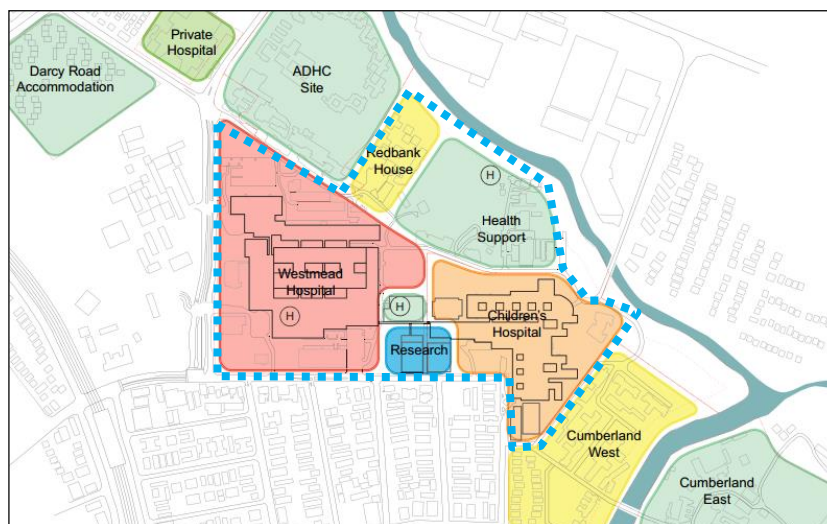 Private
Hospital
Darcy Road
Accommodation
ADHC
Site
Redbank
House
H
Health
Support
Westmead
Hospital
H
H
Children's
Hospital
Research
Cumberland
West
Cumberland
East